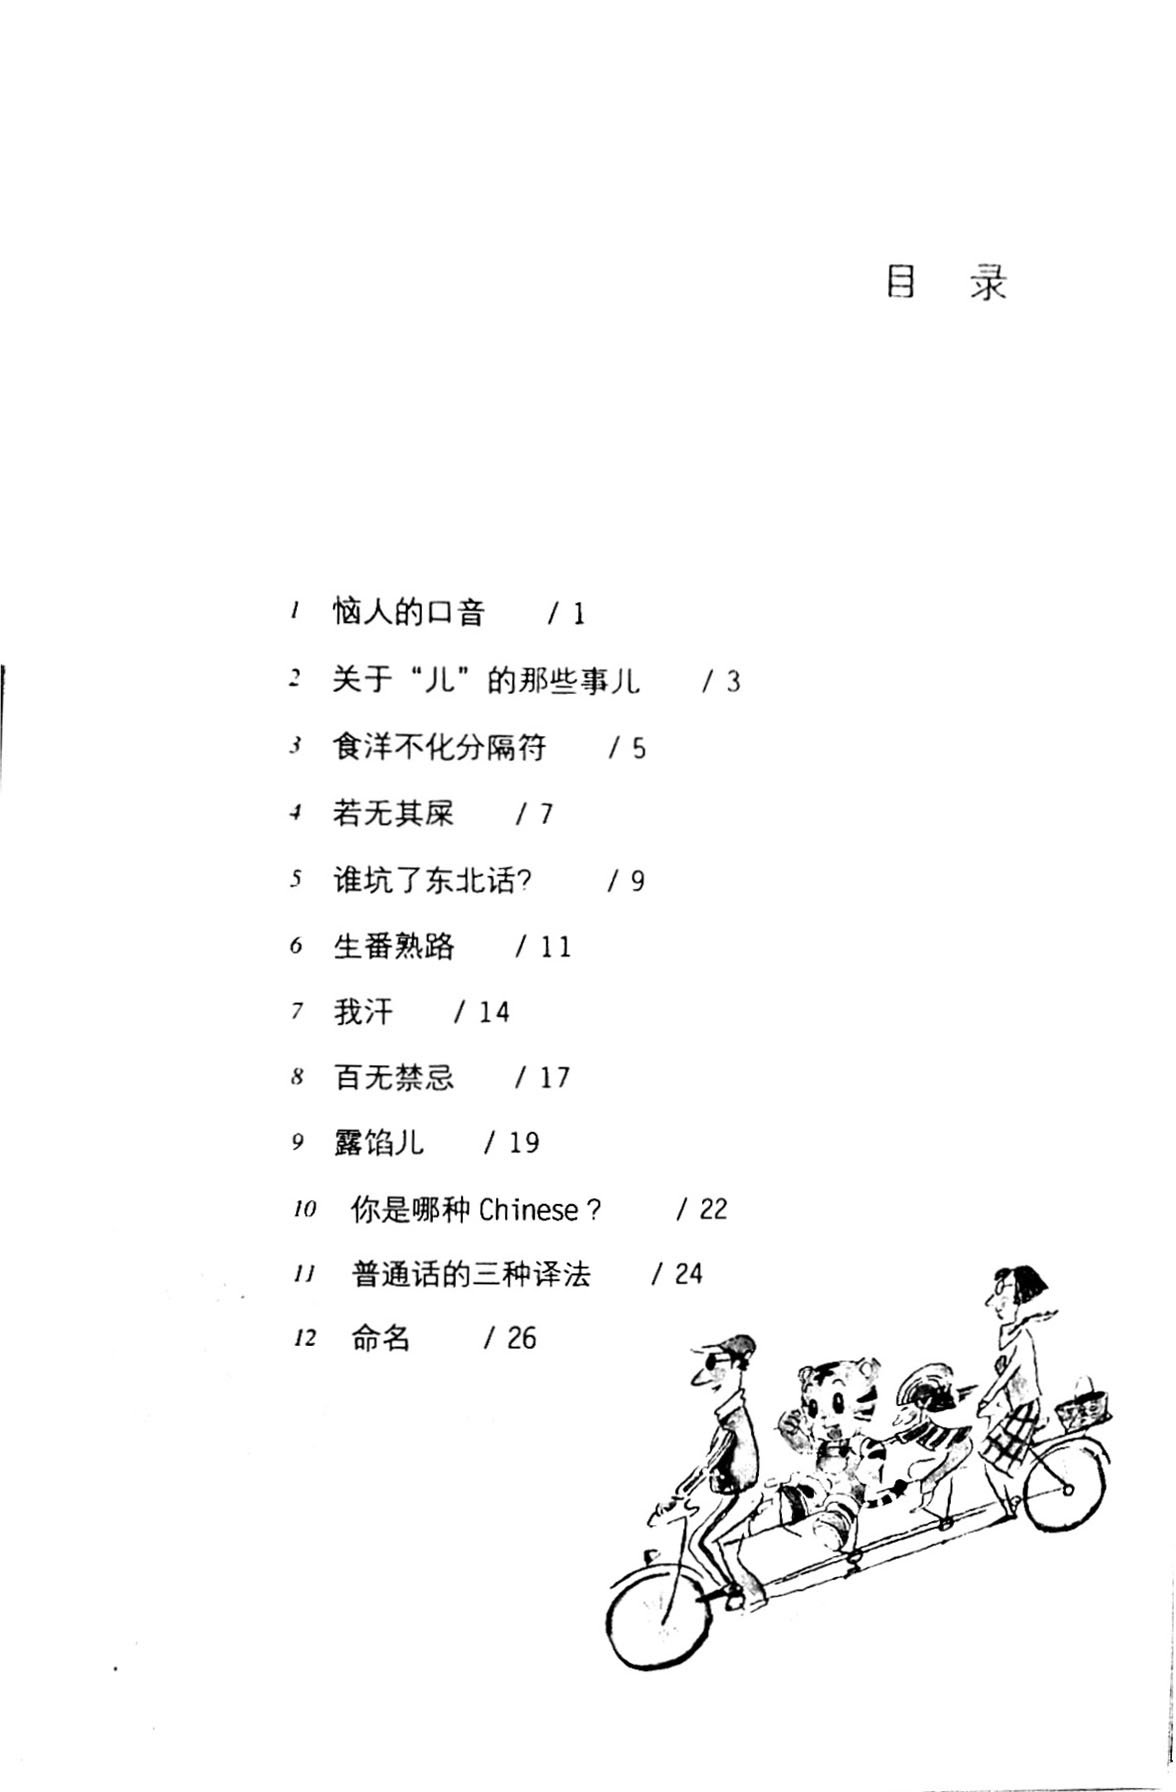 目 录
1 恼人的口音 / 1
2 关于“儿”的那些事儿 / 3
3 食洋不化分隔符 / 5
4 若无其屎 / 7
5 谁坑了东北话? / 9
6 生番熟路 / 11
7 我汗 / 14
8 百无禁忌 / 17
9 露馅儿 / 19
10 你是哪种 Chinese? / 22
11 普通话的三种译法 / 24
12 命名 / 26